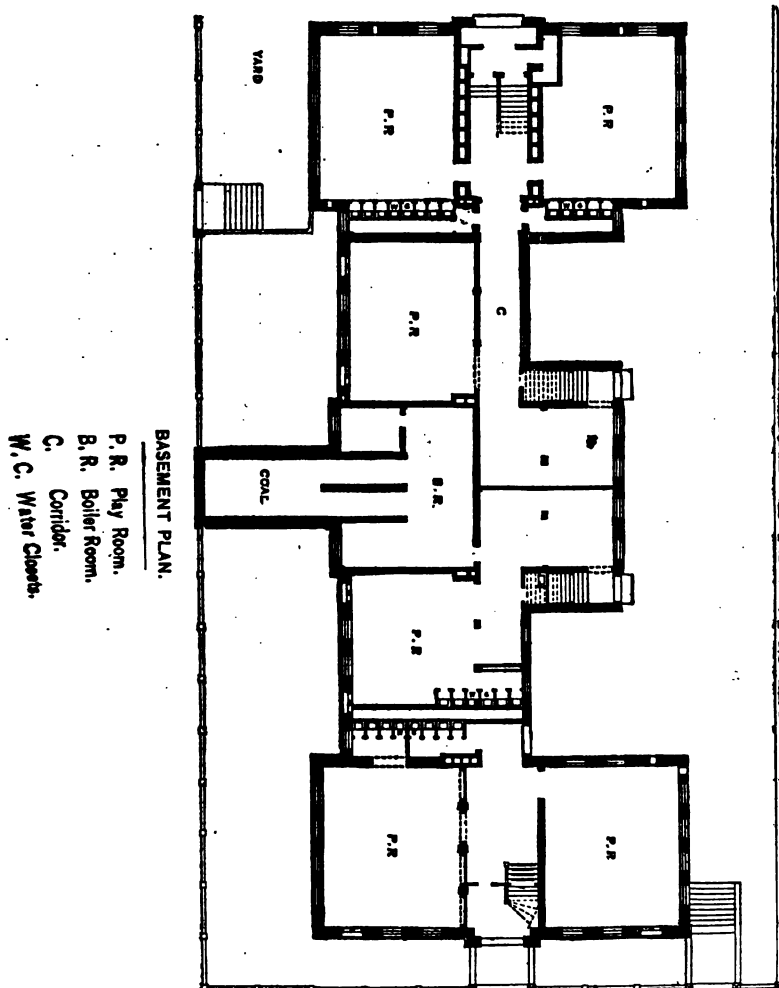 YARD
P. R
P. R
W C
W C
P. R
C
B. R.
COAL
P. R
W C
P. R
P. R
BASEMENT PLAN.
P. R. Play Room.
B. R. Boiler Room.
C. Corridor.
W. C. Water Closets.